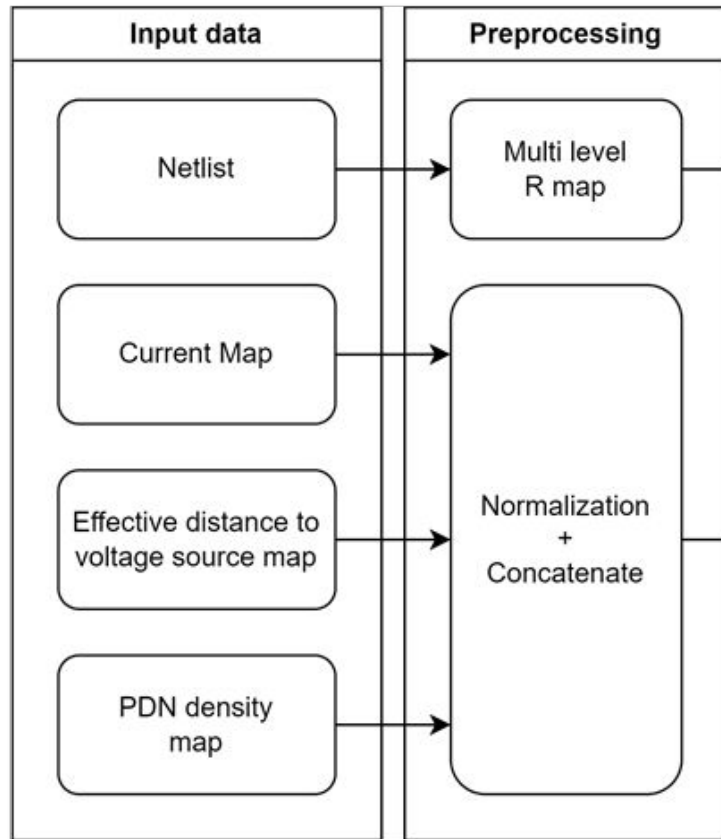 Input data
Preprocessing
Netlist
Multi level
R map
Current Map
Effective distance to
voltage source map
Normalization
+
Concatenate
PDN density
map